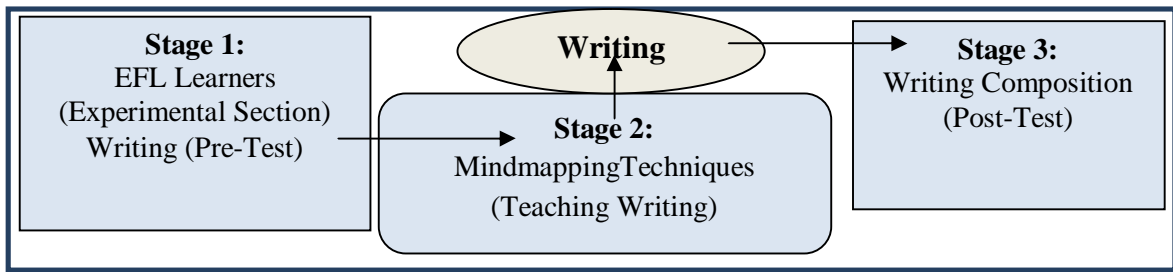 Stage 1:
EFL Learners
(Experimental Section)
Writing (Pre-Test)
Writing
Stage 2:
MindmappingTechniques
(Teaching Writing)
Stage 3:
Writing Composition
(Post-Test)